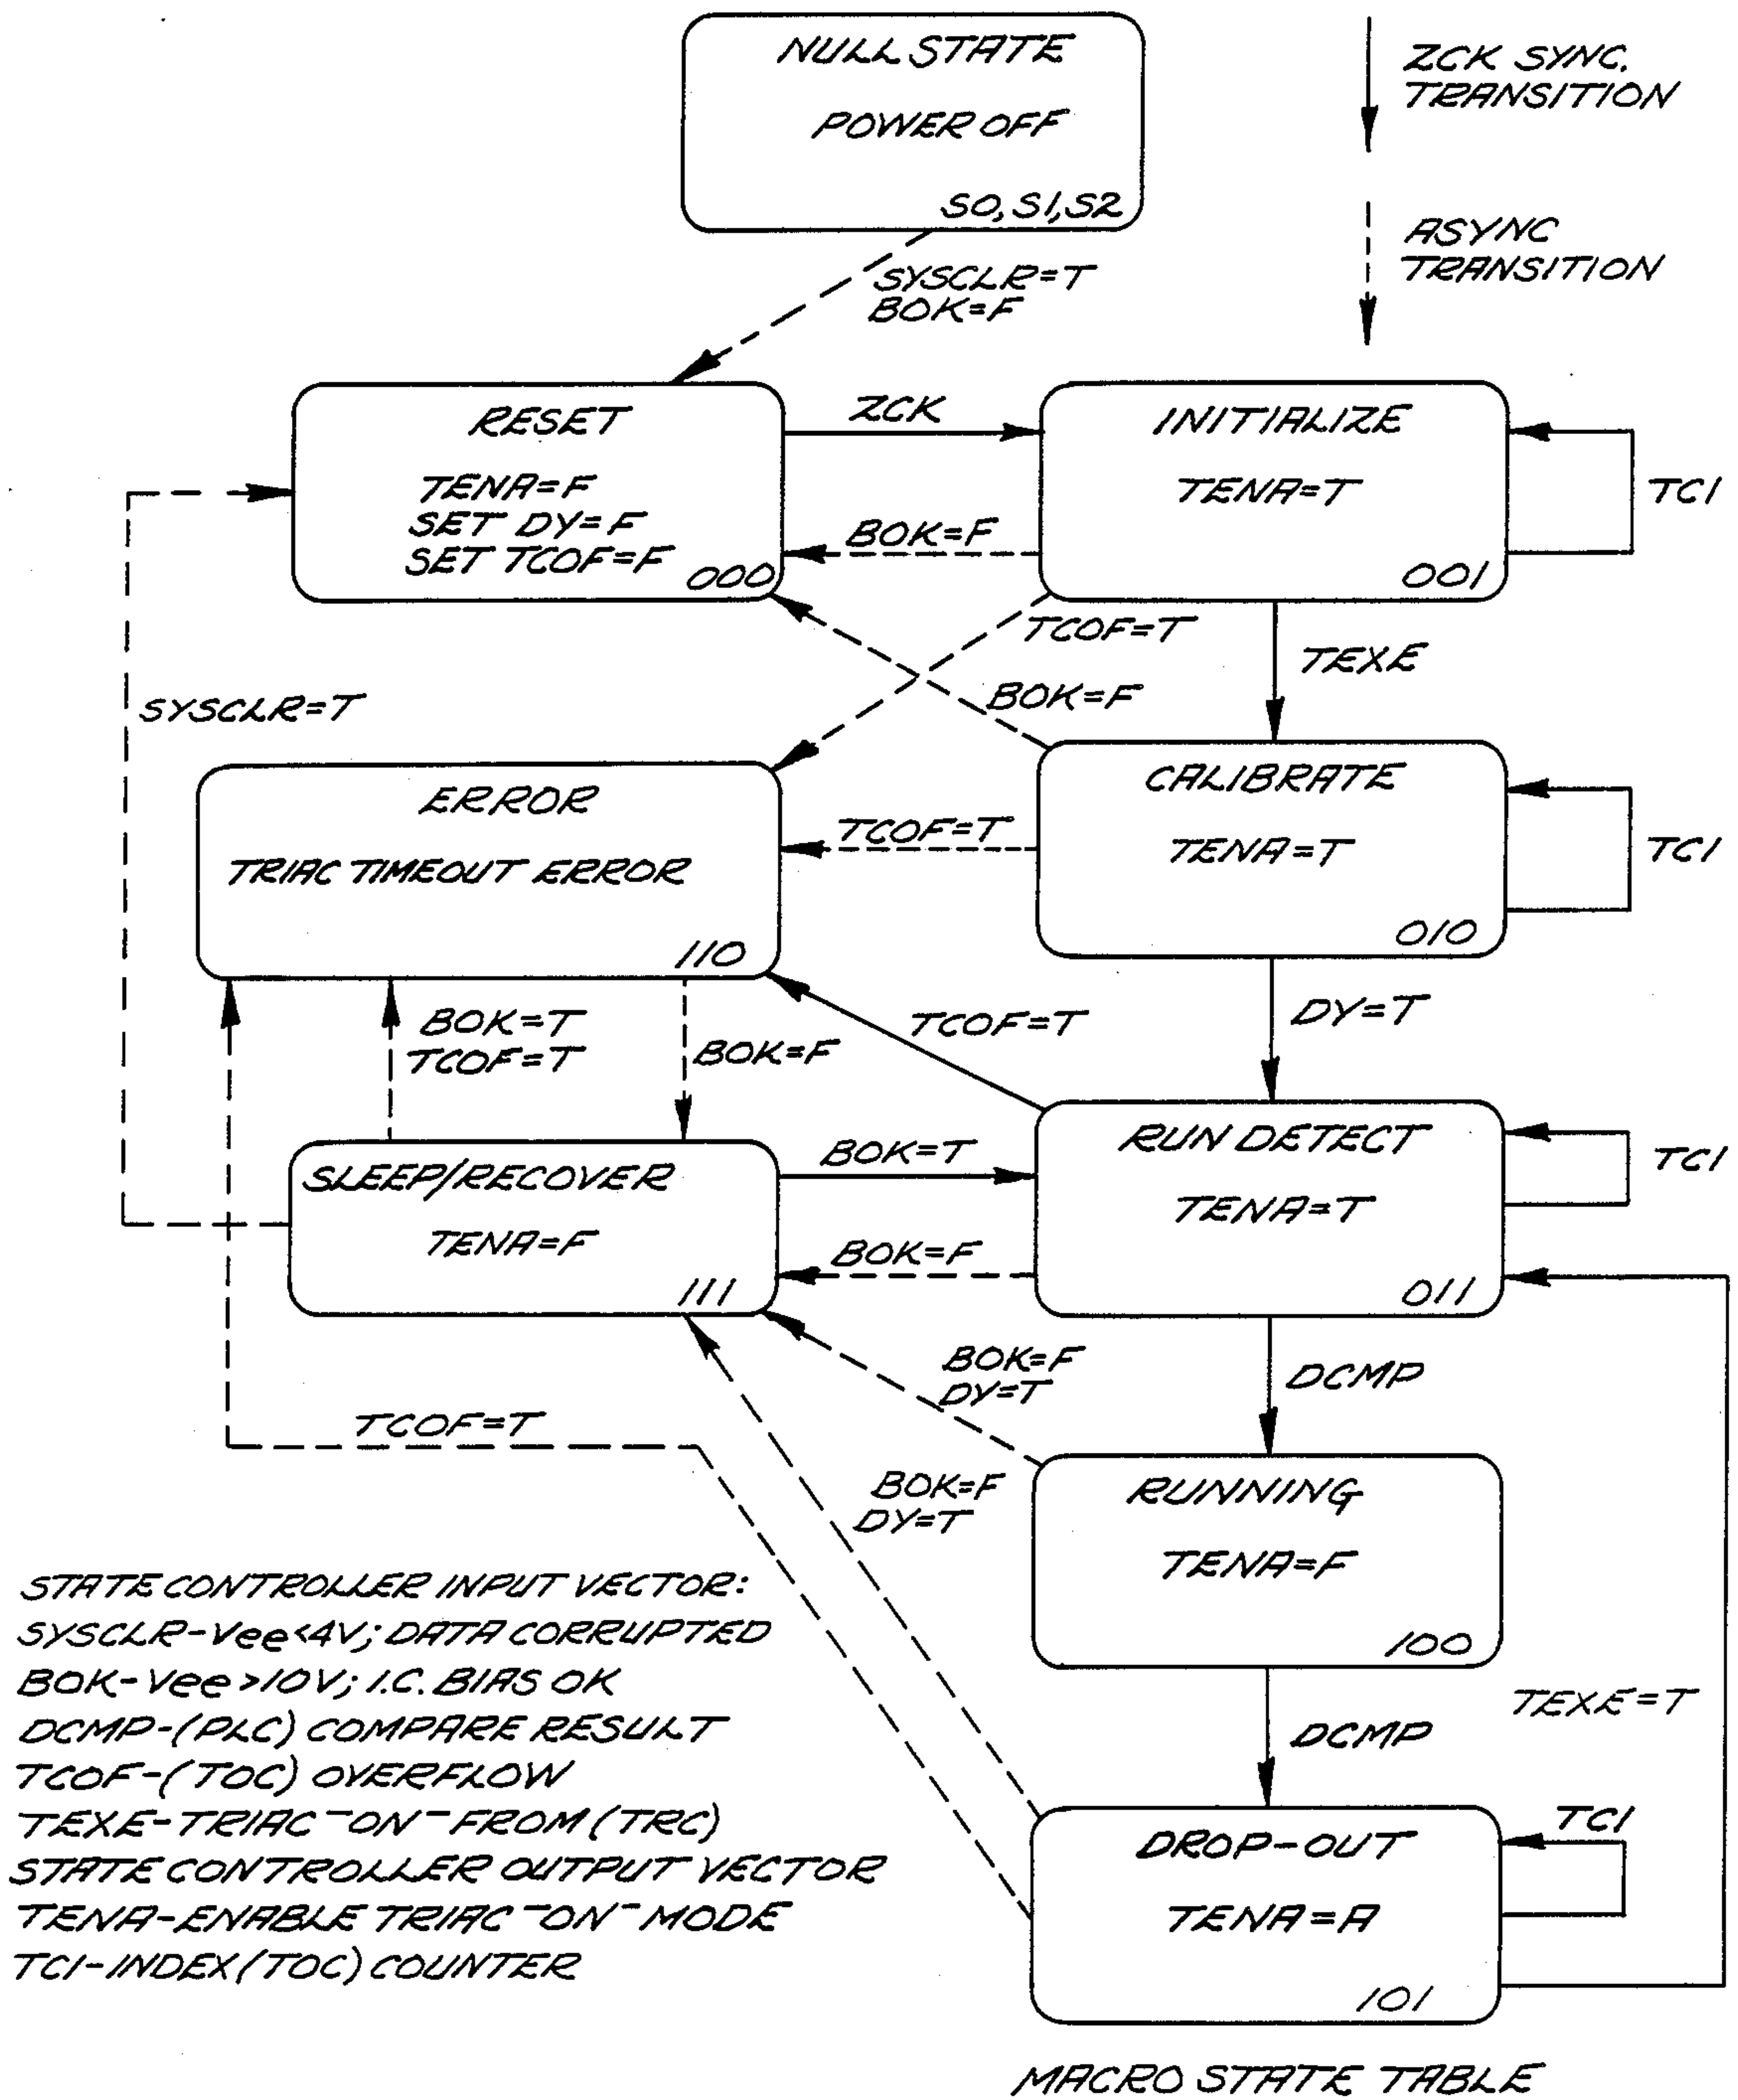 NULL STATE
POWER OFF
S0, S1, S2
ZCK SYNC.
TRANSITION
ASYNC
TRANSITION
SYSCLR=T
BOK=F
RESET
TENA=F
SET DY=F
SET TCOF=F
000
ZCK
BOK=F
INITIALIZE
TENA=T
001
TCI
TCOF=T
TEXE
BOK=F
SYSCLR=T
ERROR
TRIAC TIMEOUT ERROR
110
TCOF=T
CALIBRATE
TENA=T
010
TCI
BOK=T
TCOF=T
BOK=F
TCOF=T
DY=T
SLEEP/RECOVER
TENA=F
111
BOK=T
BOK=F
RUN DETECT
TENA=T
011
TCI
BOK=F
DY=T
DCMP
TCOF=T
BOK=F
DY=T
RUNNING
TENA=F
100
DCMP
TEXE=T
DROP-OUT
TENA=A
101
TCI
STATE CONTROLLER INPUT VECTOR:
SYSCLR-Vee<4V; DATA CORRUPTED
BOK-Vee>10V; I.C. BIAS OK
DCMP-(PLC) COMPARE RESULT
TCOF-(TOC) OVERFLOW
TEXE-TRIAC "ON" FROM (TRC)
STATE CONTROLLER OUTPUT VECTOR
TENA-ENABLE TRIAC "ON" MODE
TCI-INDEX (TOC) COUNTER
MACRO STATE TABLE